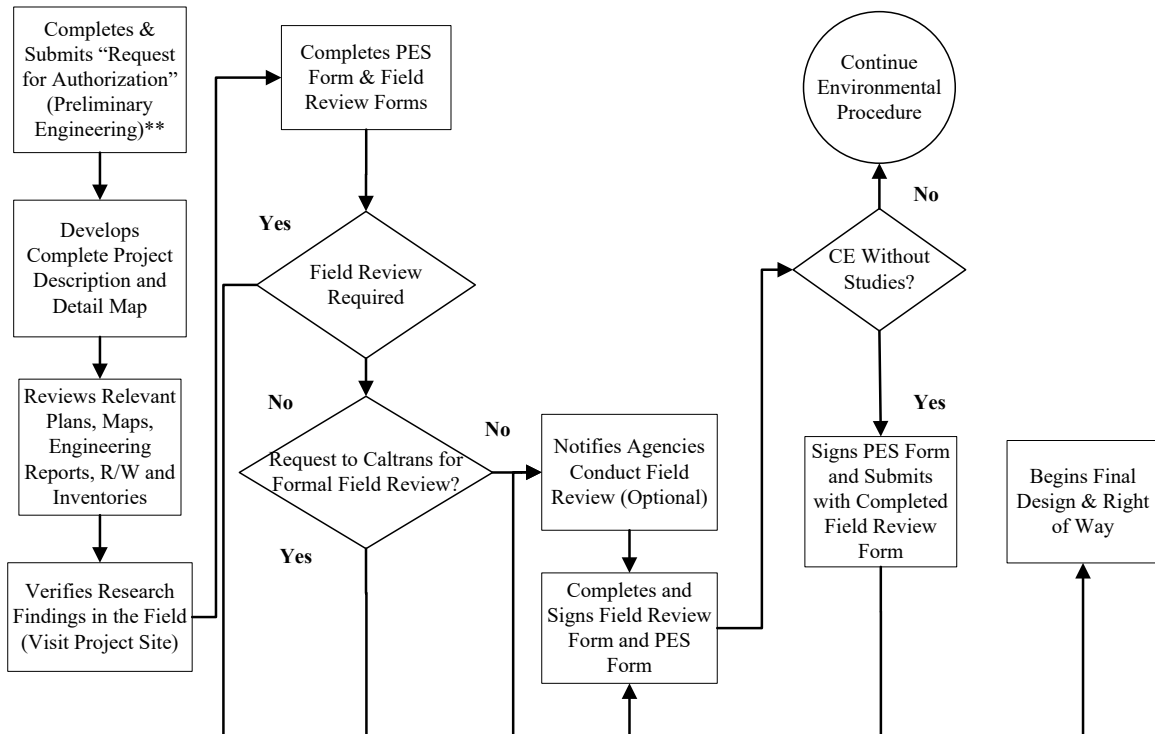 Completes &
Submits “Request
for Authorization”
(Preliminary
Engineering)**
Develops
Complete Project
Description and
Detail Map
Reviews Relevant
Plans, Maps,
Engineering
Reports, R/W and
Inventories
Verifies Research
Findings in the Field
(Visit Project Site)
Completes PES
Form & Field
Review Forms
Yes
Field Review
Required
No
Request to Caltrans for
Formal Field Review?
No
Yes
Notifies Agencies
Conduct Field
Review (Optional)
Completes and
Signs Field Review
Form and PES
Form
Continue
Environmental
Procedure
No
CE Without
Studies?
Yes
Signs PES Form
and Submits
with Completed
Field Review
Form
Begins Final
Design & Right
of Way